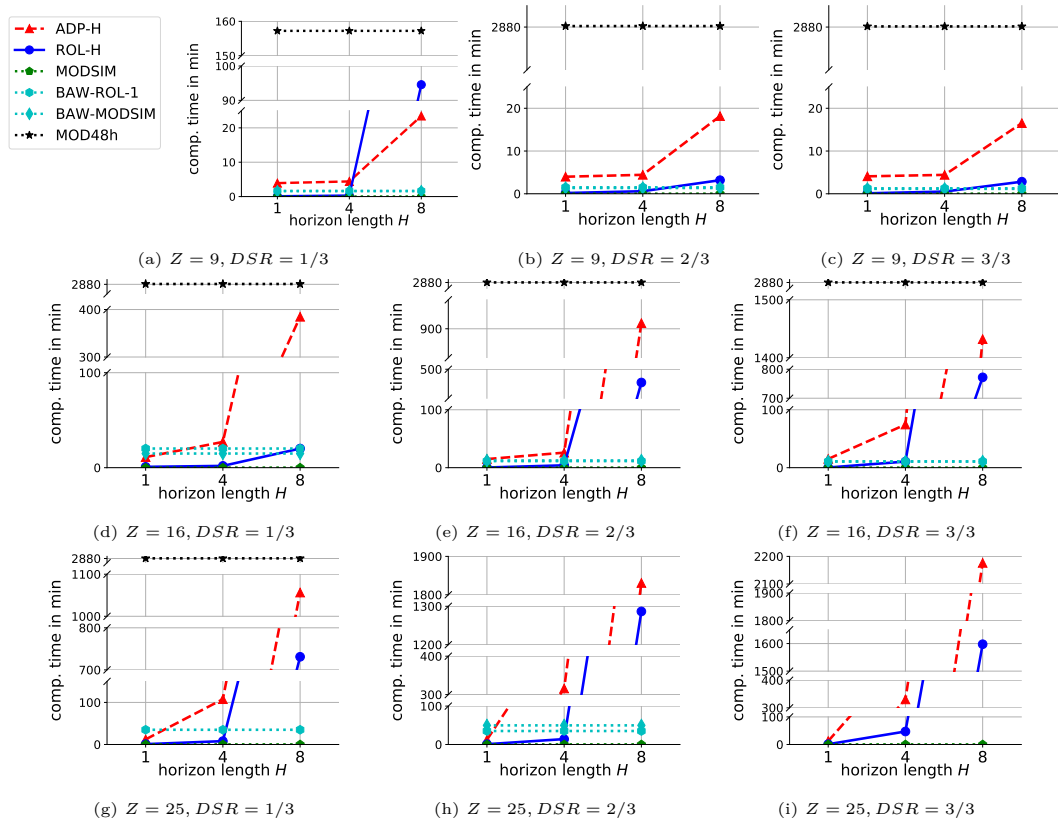 ADP-H
ROL-H
MODSIM
BAW-ROL-1
BAW-MODSIM
MOD48h
comp. time in min
160
150
100
90
20
10
0
1 4 8
horizon length H
(a) Z = 9, DSR = 1/3
comp. time in min
2880
20
10
0
1 4 8
horizon length H
(b) Z = 9, DSR = 2/3
comp. time in min
2880
20
10
0
1 4 8
horizon length H
(c) Z = 9, DSR = 3/3
comp. time in min
2880
400
300
100
0
1 4 8
horizon length H
(d) Z = 16, DSR = 1/3
comp. time in min
2880
900
500
100
0
1 4 8
horizon length H
(e) Z = 16, DSR = 2/3
comp. time in min
2880
1500
1400
800
700
100
0
1 4 8
horizon length H
(f) Z = 16, DSR = 3/3
comp. time in min
2880
1100
1000
800
700
100
0
1 4 8
horizon length H
(g) Z = 25, DSR = 1/3
comp. time in min
1900
1800
1300
1200
400
300
100
0
1 4 8
horizon length H
(h) Z = 25, DSR = 2/3
comp. time in min
2200
2100
1900
1800
1600
1500
400
300
100
0
1 4 8
horizon length H
(i) Z = 25, DSR = 3/3